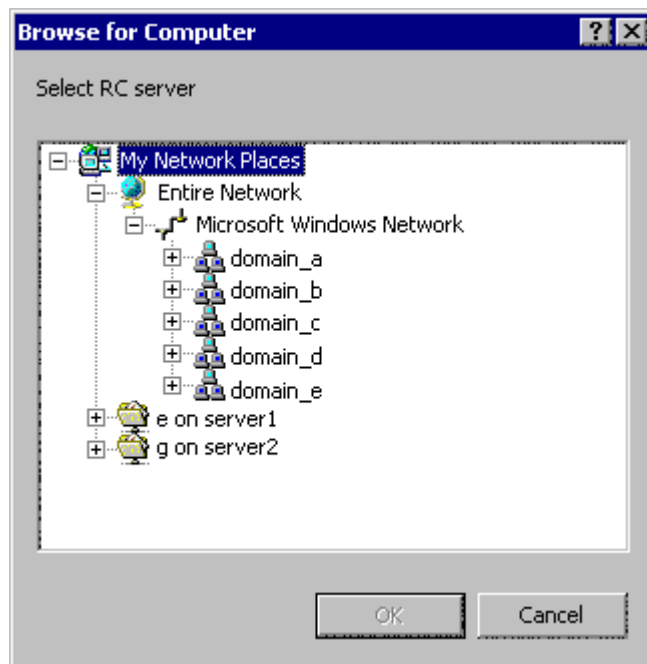 Browse for Computer
Select RC server
My Network Places
Entire Network
Microsoft Windows Network
domain_a
domain_b
domain_c
domain_d
domain_e
e on server1
g on server2
OK
Cancel